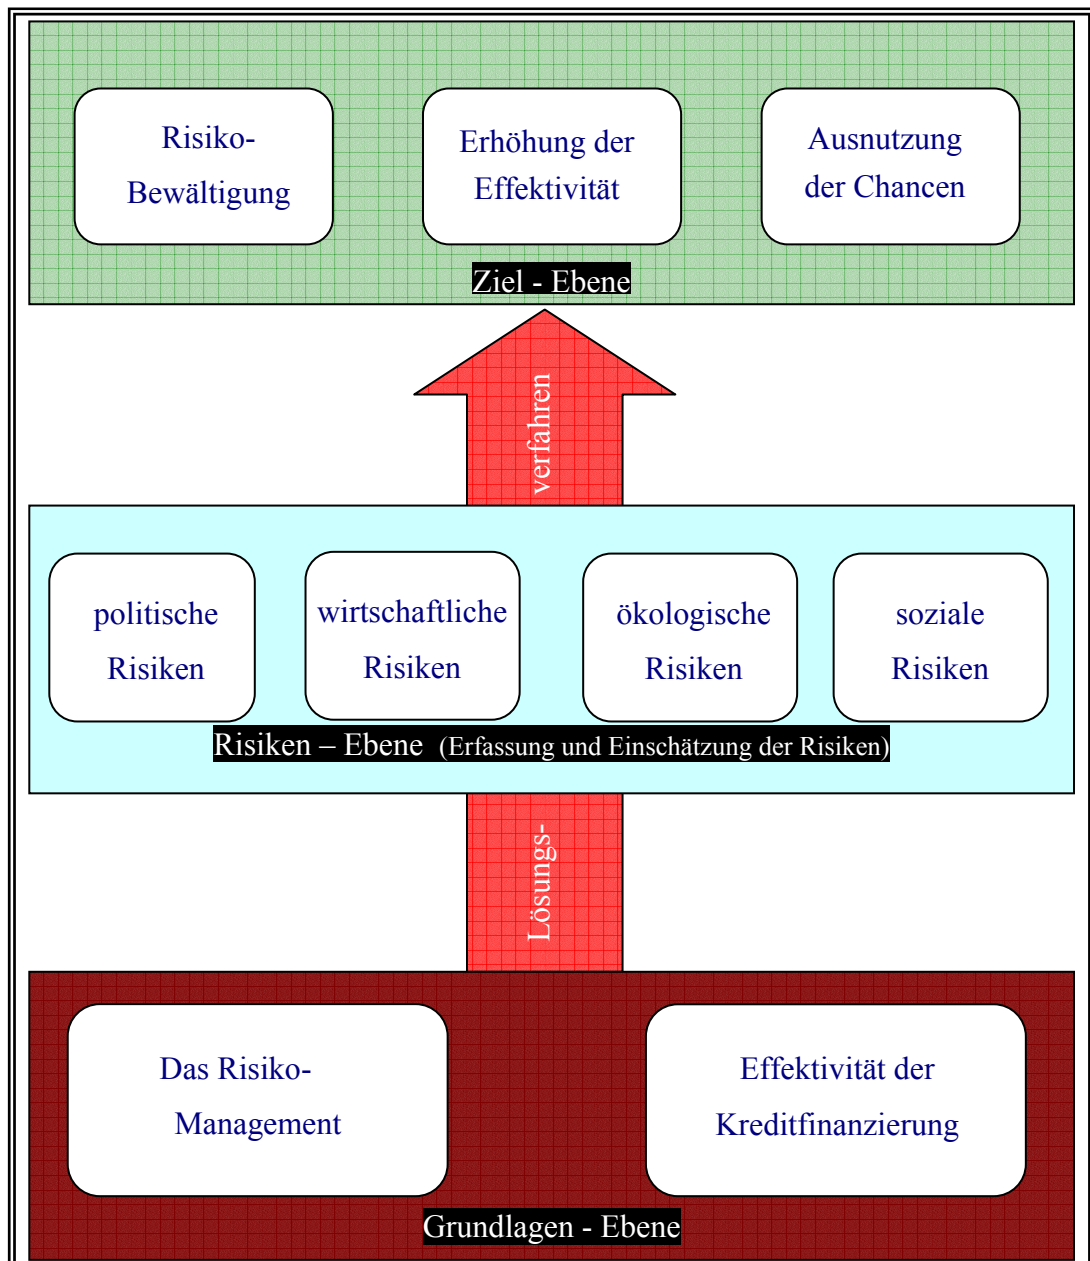 Risiko-
Bewältigung
Erhöhung der
Effektivität
Ausnutzung
der Chancen
Ziel - Ebene
verfahren
politische
Risiken
wirtschaftliche
Risiken
ökologische
Risiken
soziale
Risiken
Risiken – Ebene (Erfassung und Einschätzung der Risiken)
Lösungs-
Das Risiko-
Management
Effektivität der
Kreditfinanzierung
Grundlagen - Ebene